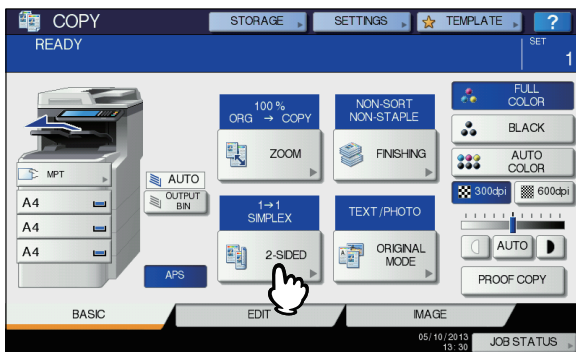 COPY
STORAGE
SETTINGS
TEMPLATE
?
READY
SET
1
100 %
ORG → COPY
ZOOM
NON-SORT
NON-STAPLE
FINISHING
FULL
COLOR
BLACK
AUTO
COLOR
300dpi
600dpi
MPT
A4
A4
A4
AUTO
OUTPUT
BIN
APS
1→1
SIMPLEX
2-SIDED
TEXT/PHOTO
ORIGINAL
MODE
AUTO
PROOF COPY
BASIC
EDIT
IMAGE
05/10/2013
13:30
JOB STATUS